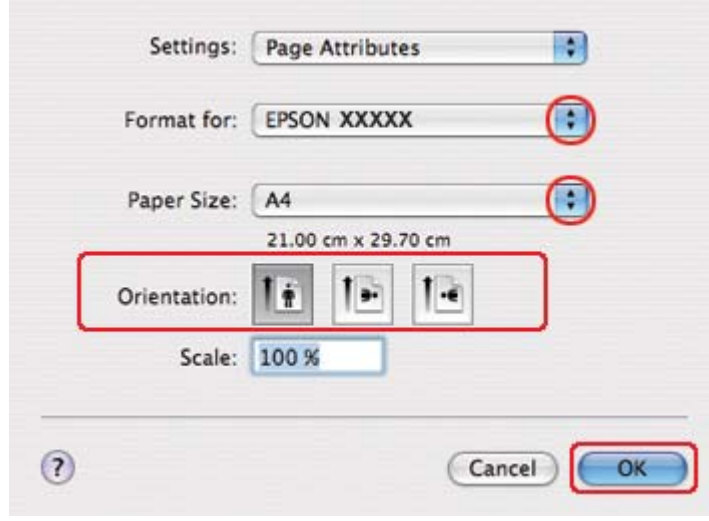 Settings: Page Attributes
Format for: EPSON XXXXX
Paper Size: A4
21.00 cm x 29.70 cm
Orientation:
Scale: 100 %
? Cancel OK